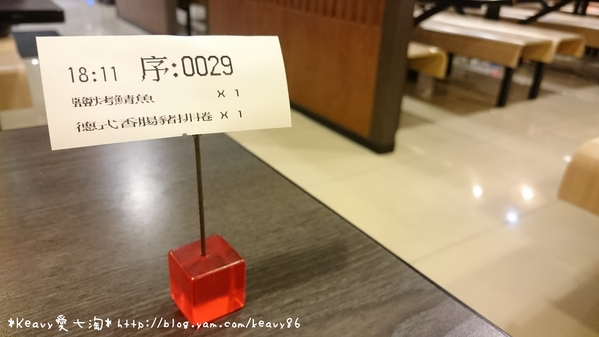 18:11 序:0029
鹽烤鯖魚 X 1
德式香腸豬排捲 X 1
*Keavy愛七淘* http://blog.yam.com/keavy86